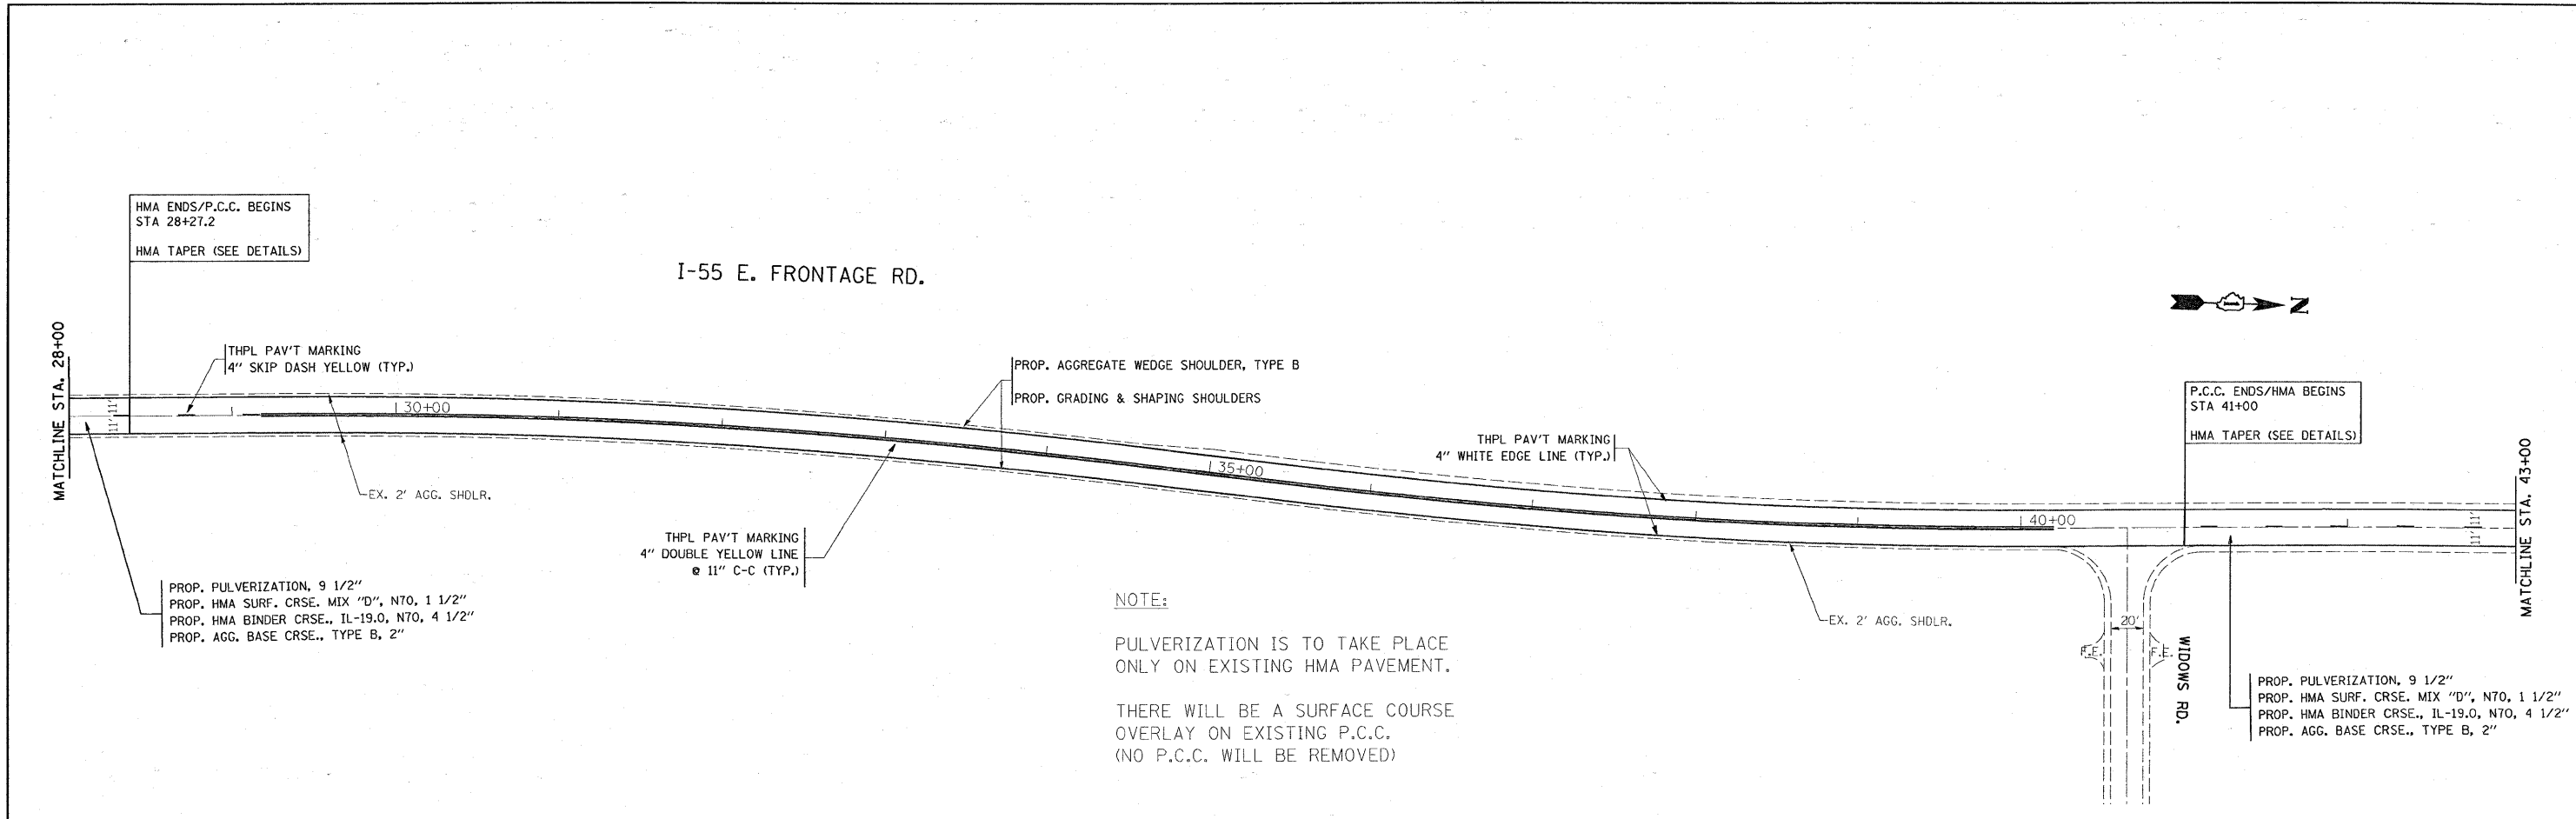 HMA ENDS/P.C.C. BEGINS
STA 28+27.2
HMA TAPER (SEE DETAILS)
I-55 E. FRONTAGE RD.
N
MATCHLINE STA. 28+00
THPL PAV'T MARKING
4" SKIP DASH YELLOW (TYP.)
11'
11'
30+00
PROP. AGGREGATE WEDGE SHOULDER, TYPE B
PROP. GRADING & SHAPING SHOULDERS
P.C.C. ENDS/HMA BEGINS
STA 41+00
HMA TAPER (SEE DETAILS)
THPL PAV'T MARKING
4" WHITE EDGE LINE (TYP.)
35+00
40+00
11'
11'
MATCHLINE STA. 43+00
EX. 2' AGG. SHDLR.
THPL PAV'T MARKING
4" DOUBLE YELLOW LINE
@ 11" C-C (TYP.)
PROP. PULVERIZATION, 9 1/2"
PROP. HMA SURF. CRSE. MIX "D", N70, 1 1/2"
PROP. HMA BINDER CRSE., IL-19.0, N70, 4 1/2"
PROP. AGG. BASE CRSE., TYPE B, 2"
NOTE:
PULVERIZATION IS TO TAKE PLACE
ONLY ON EXISTING HMA PAVEMENT.
THERE WILL BE A SURFACE COURSE
OVERLAY ON EXISTING P.C.C.
(NO P.C.C. WILL BE REMOVED)
EX. 2' AGG. SHDLR.
20'
F.E.
F.E.
WIDOWS RD.
PROP. PULVERIZATION, 9 1/2"
PROP. HMA SURF. CRSE. MIX "D", N70, 1 1/2"
PROP. HMA BINDER CRSE., IL-19.0, N70, 4 1/2"
PROP. AGG. BASE CRSE., TYPE B, 2"